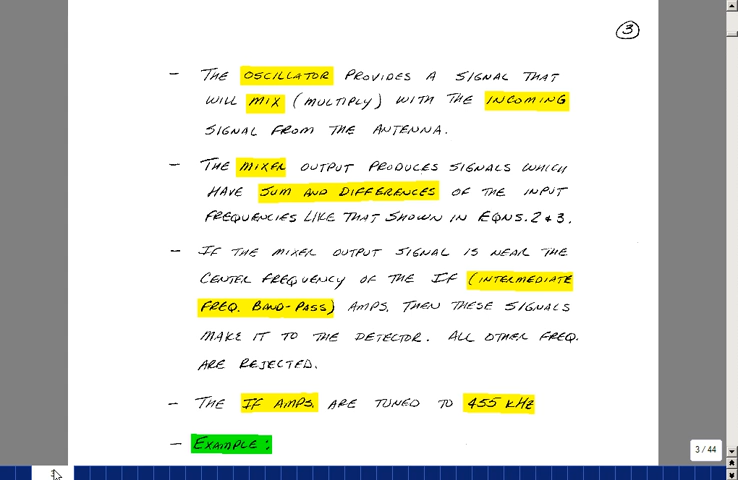 3
- THE OSCILLATOR PROVIDES A SIGNAL THAT
WILL MIX (MULTIPLY) WITH THE INCOMING
SIGNAL FROM THE ANTENNA.
- THE MIXER OUTPUT PRODUCES SIGNALS WHICH
HAVE SUM AND DIFFERENCES OF THE INPUT
FREQUENCIES LIKE THAT SHOWN IN EQNS. 2 & 3.
- IF THE MIXER OUTPUT SIGNAL IS NEAR THE
CENTER FREQUENCY OF THE IF (INTERMEDIATE
FREQ. BAND-PASS) AMPS. THEN THESE SIGNALS
MAKE IT TO THE DETECTOR. ALL OTHER FREQ.
ARE REJECTED.
- THE IF AMPS. ARE TUNED TO 455 KHz
- EXAMPLE:
3 / 44